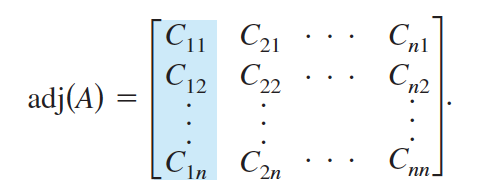 C₁₁ C₂₁ · · · Cₙ₁
C₁₂ C₂₂ · · · Cₙ₂
adj(A) =
. . .
. . .
. . .
C₁ₙ C₂ₙ · · · Cₙₙ .